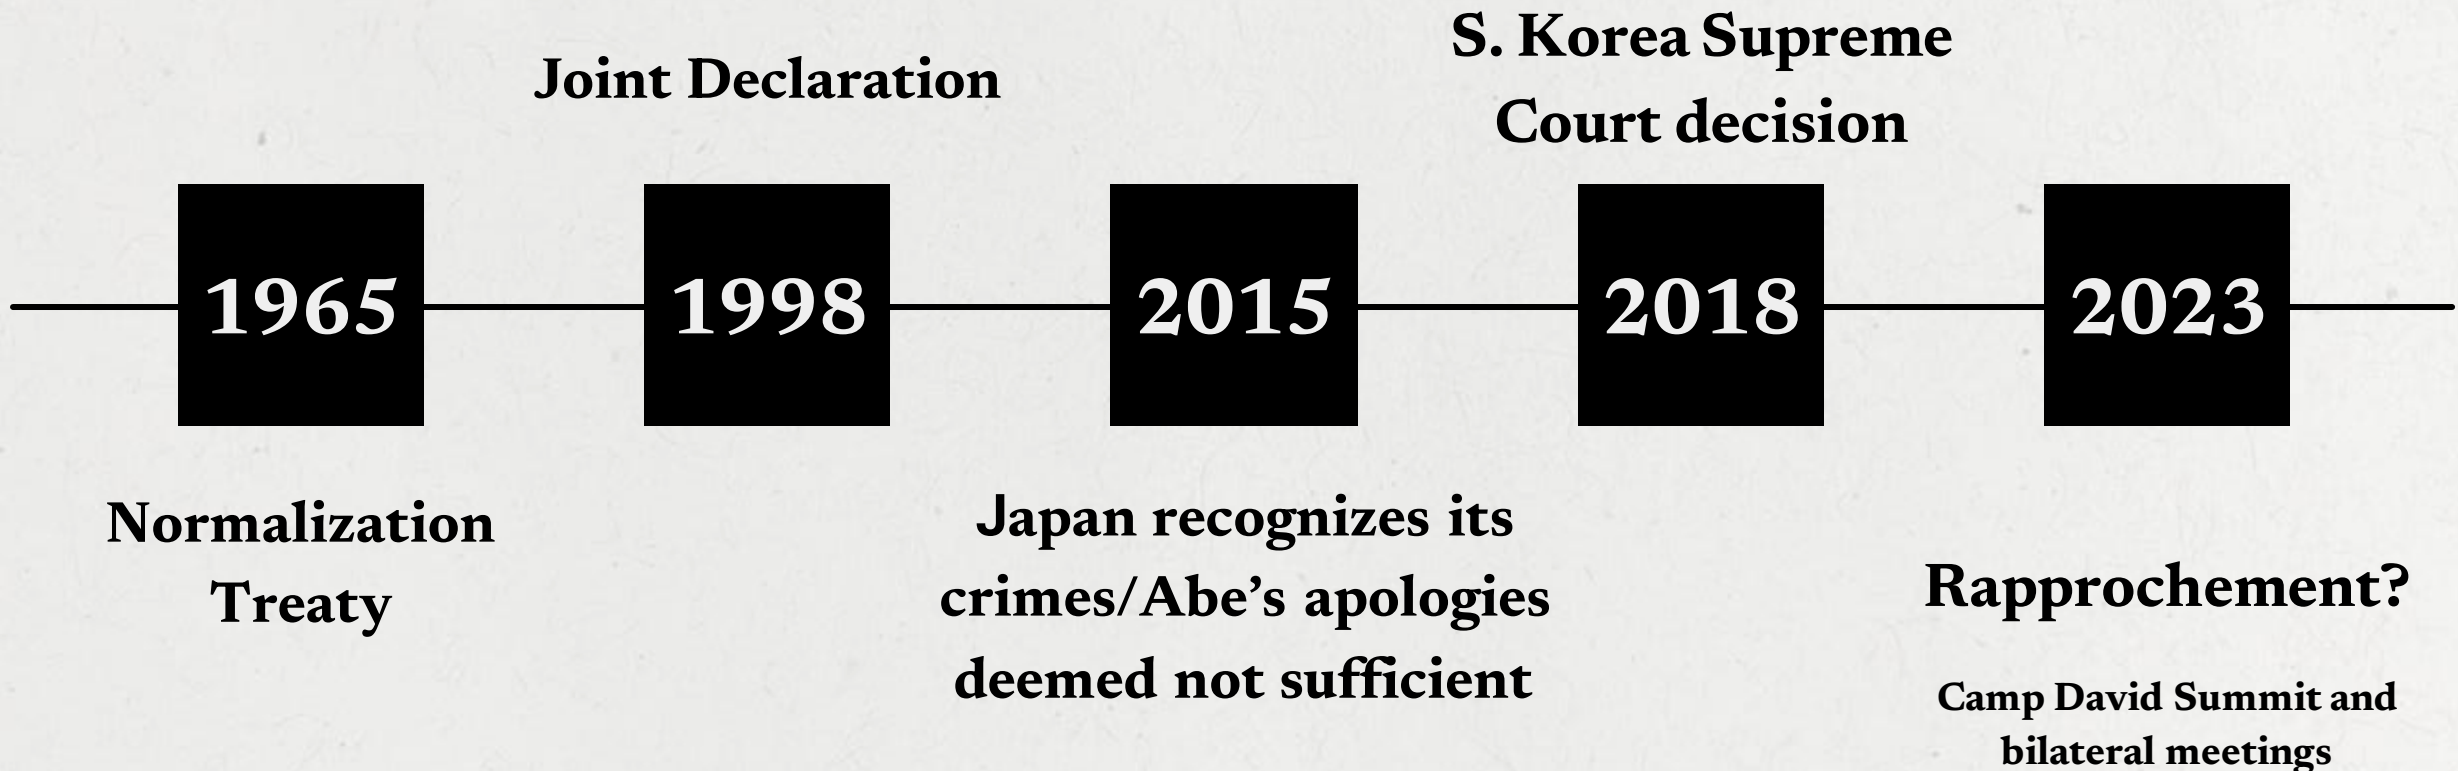 S. Korea Supreme
Court decision
Joint Declaration
1965
1998
2015
2018
2023
Normalization
Treaty
Japan recognizes its
crimes/Abe’s apologies
deemed not sufficient
Rapprochement?
Camp David Summit and
bilateral meetings